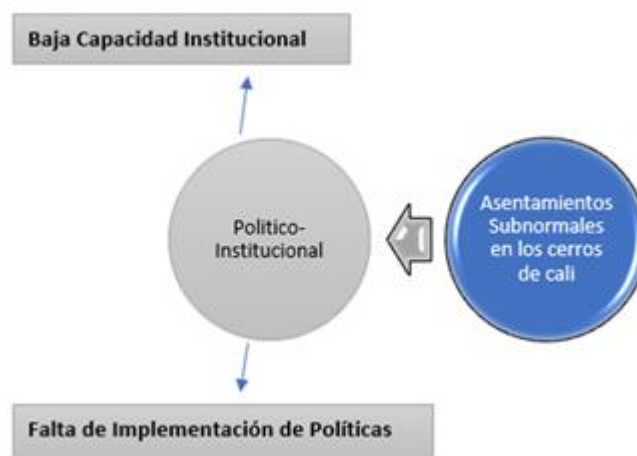 Baja Capacidad Institucional
Politico-
Institucional
Asentamientos
Subnormales
en los cerros
de cali
Falta de Implementación de Políticas